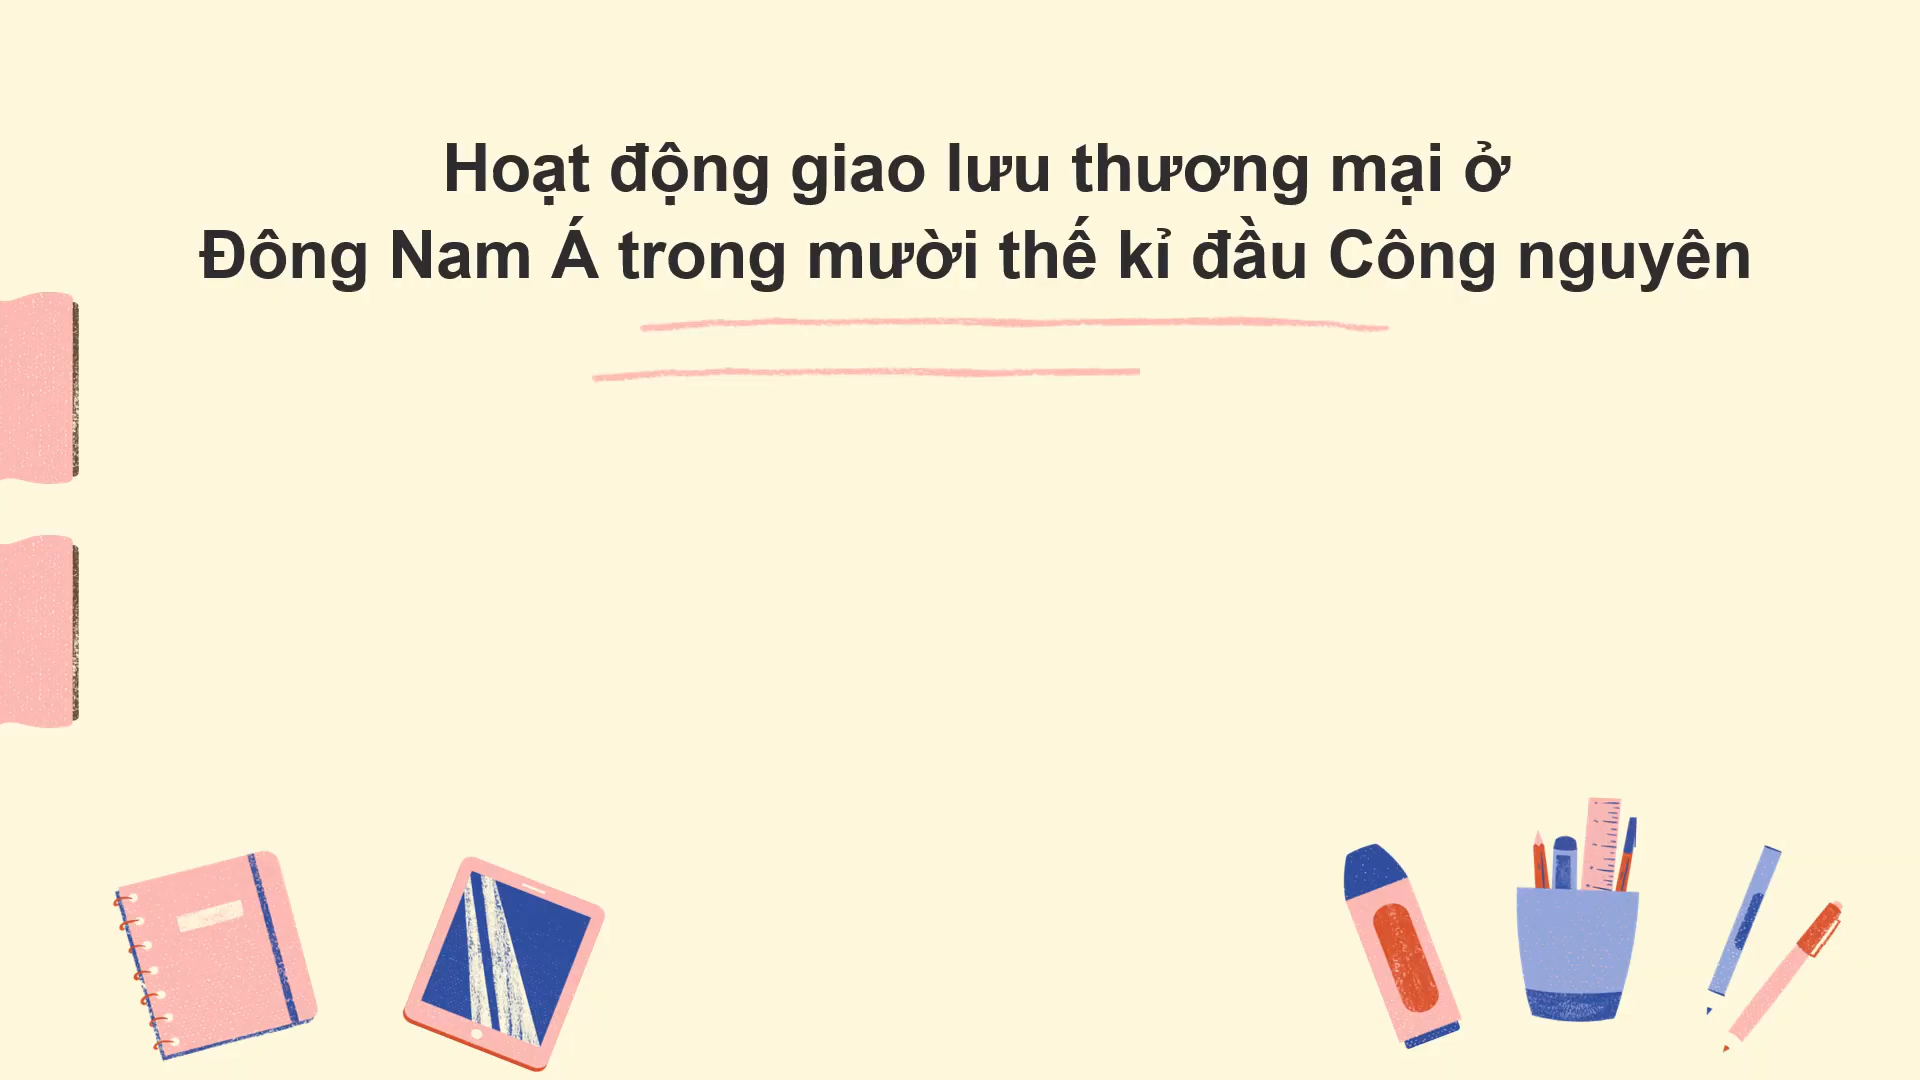 Hoạt động giao lưu thương mại ở
Đông Nam Á trong mười thế kỉ đầu Công nguyên